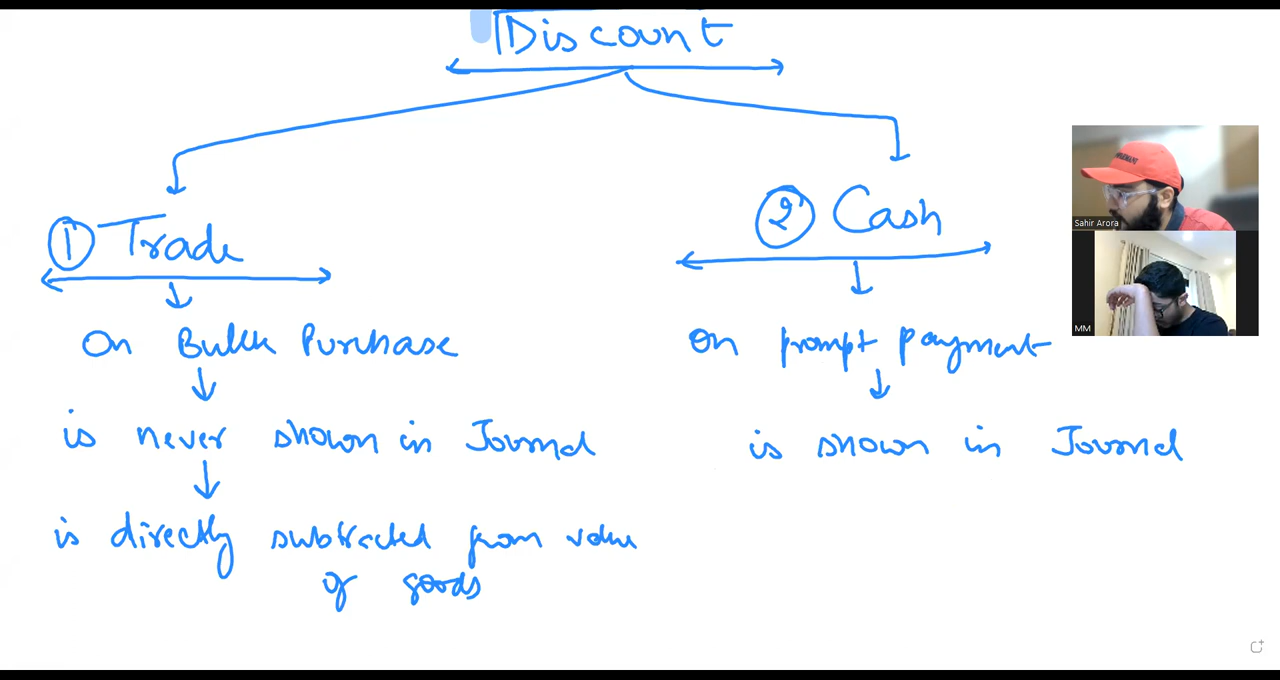 Discount
① Trade
② Cash
On Bulk Purchase
On prompt payment
is never shown in Journal
is shown in Journal
is directly subtracted from value
of goods
Sahir Arora
MM